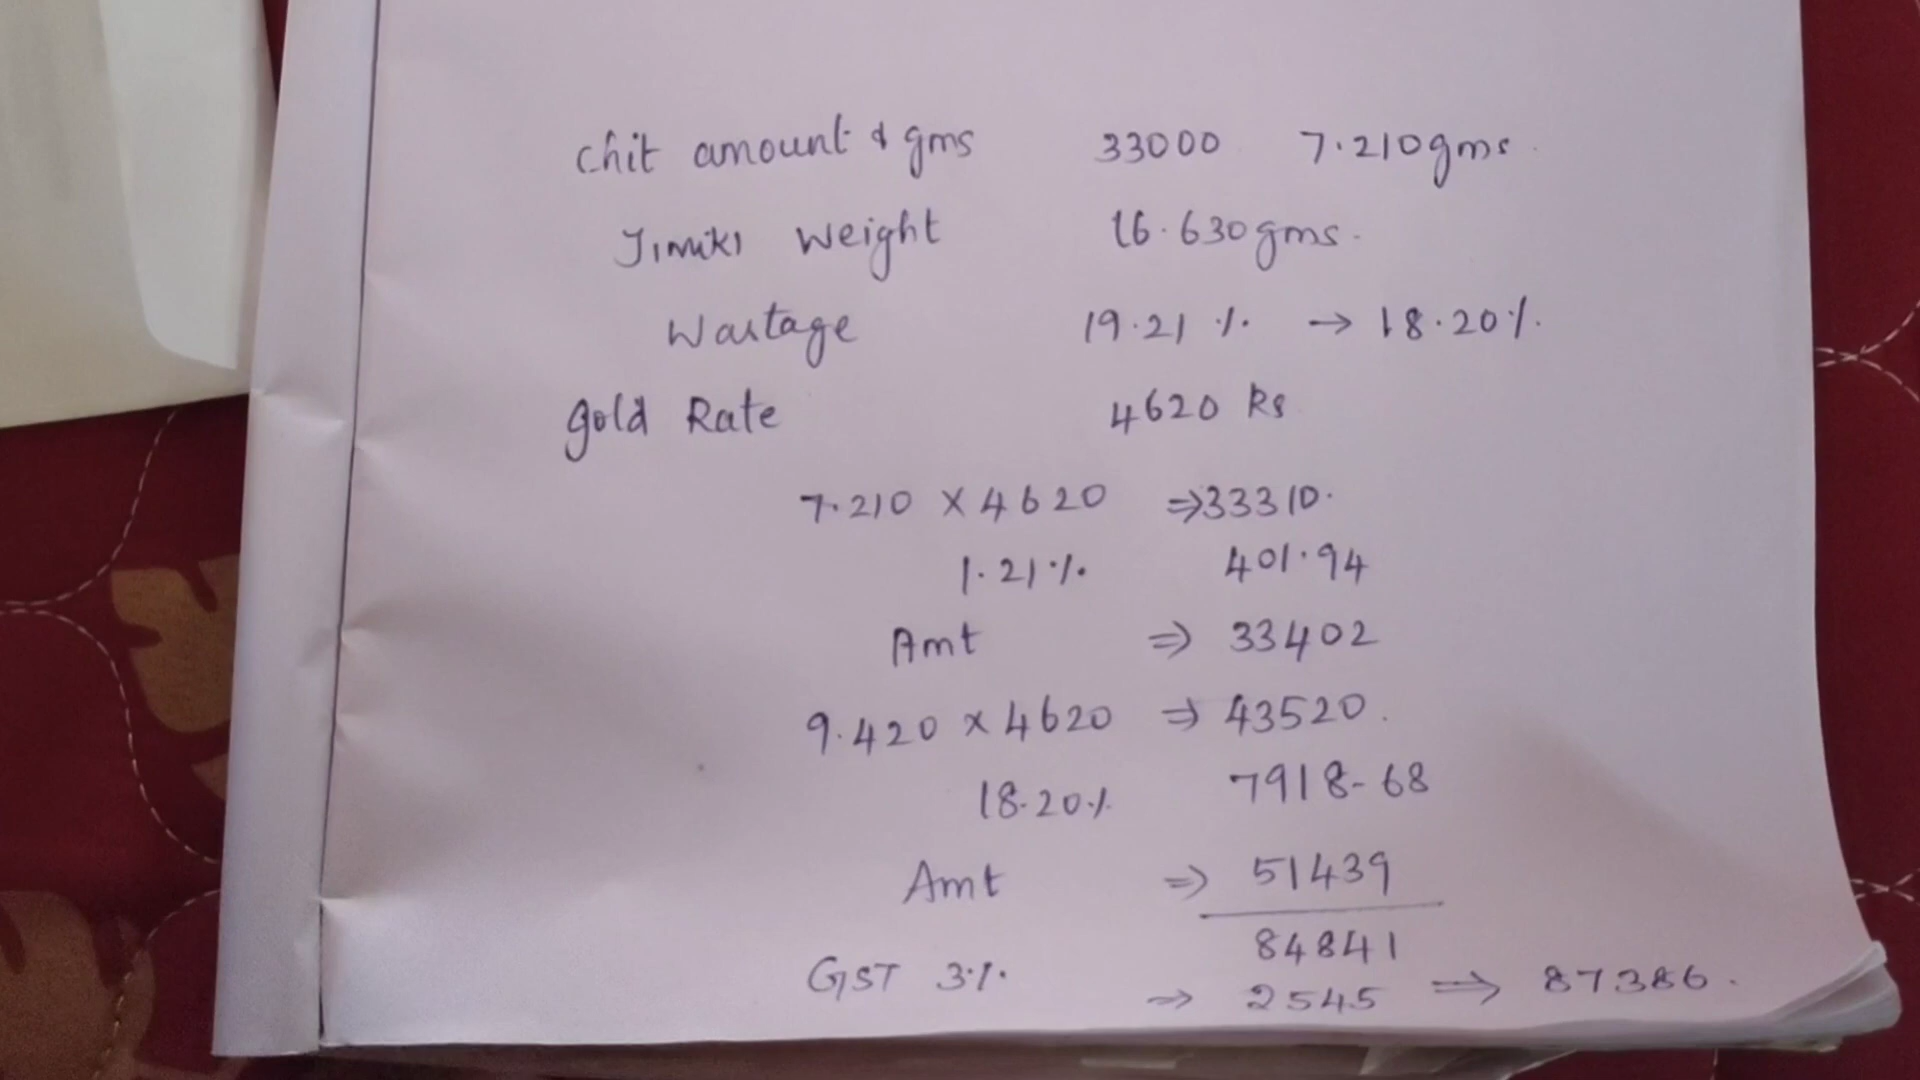 chit amount & gms 33000 7.210gms.
Jimiki weight 16.630gms.
Wastage 19.21 % → 18.20%.
gold Rate 4620 Rs
7.210 x 4620 ⇒33310.
1.21% 401.94
Amt ⇒ 33402
9.420 x 4620 ⇒ 43520.
18.20% 7918-68
Amt ⇒ 51439
84841
GST 3% ⇒ 2545 ⇒ 87386.